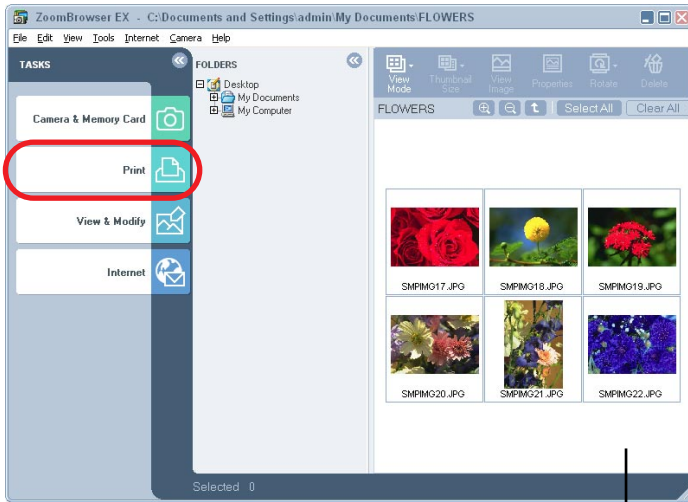 ZoomBrowser EX - C:\Documents and Settings\admin\My Documents\FLOWERS
File Edit View Tools Internet Camera Help
TASKS
Camera & Memory Card
Print
View & Modify
Internet
FOLDERS
Desktop
My Documents
My Computer
View Mode
Thumbnail Size
View Image
Properties
Rotate
Delete
FLOWERS
Select All
Clear All
SMPIMG17.JPG SMPIMG18.JPG SMPIMG19.JPG
SMPIMG20.JPG SMPIMG21.JPG SMPIMG22.JPG
Selected 0